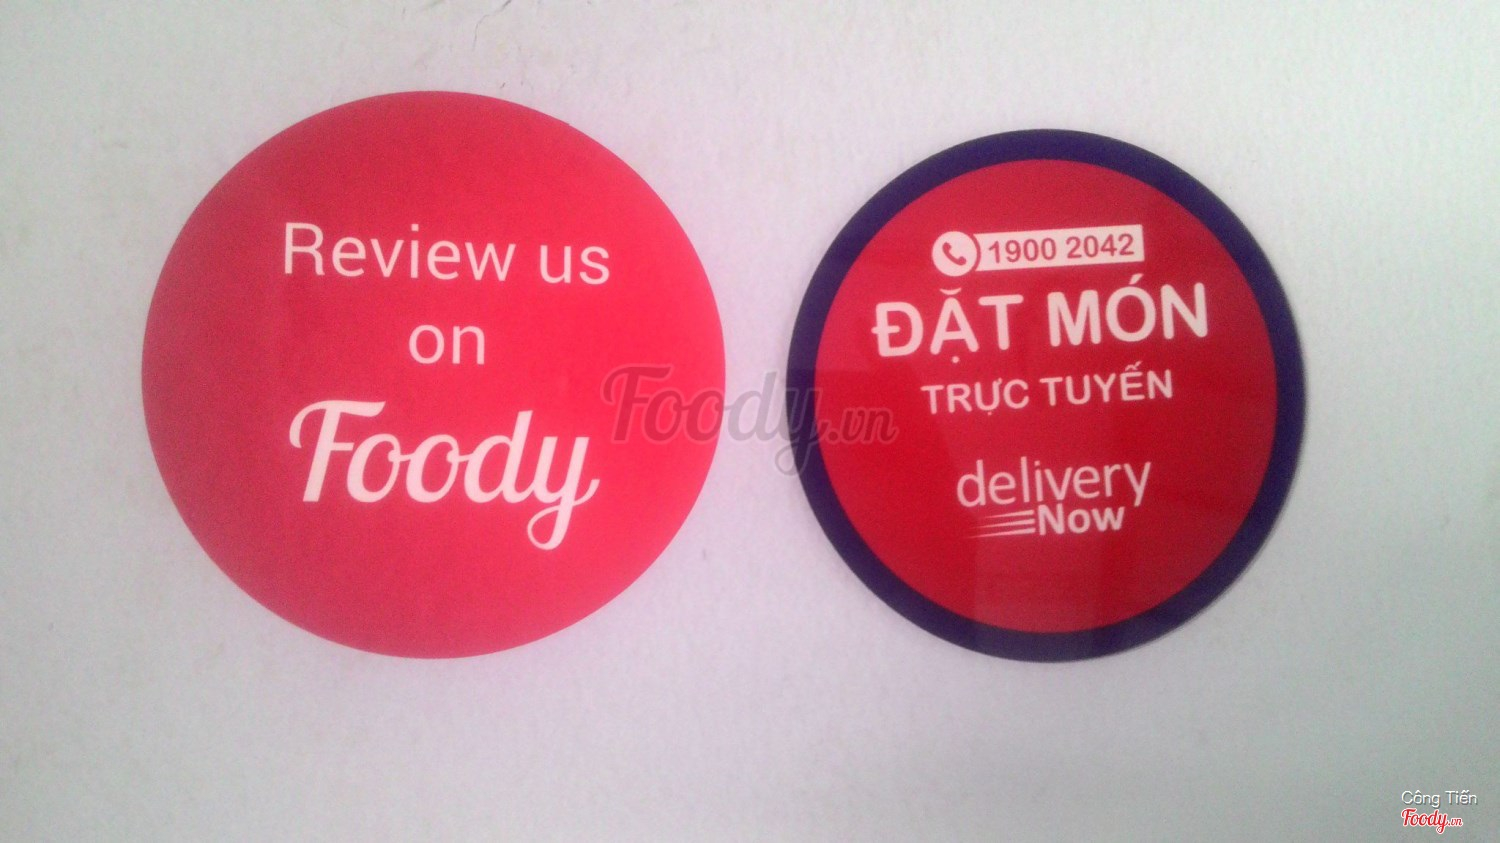 Review us
on
Foody
1900 2042
ĐẶT MÓN
TRỰC TUYẾN
delivery
Now
Foody.vn
Công Tiến
Foody.vn